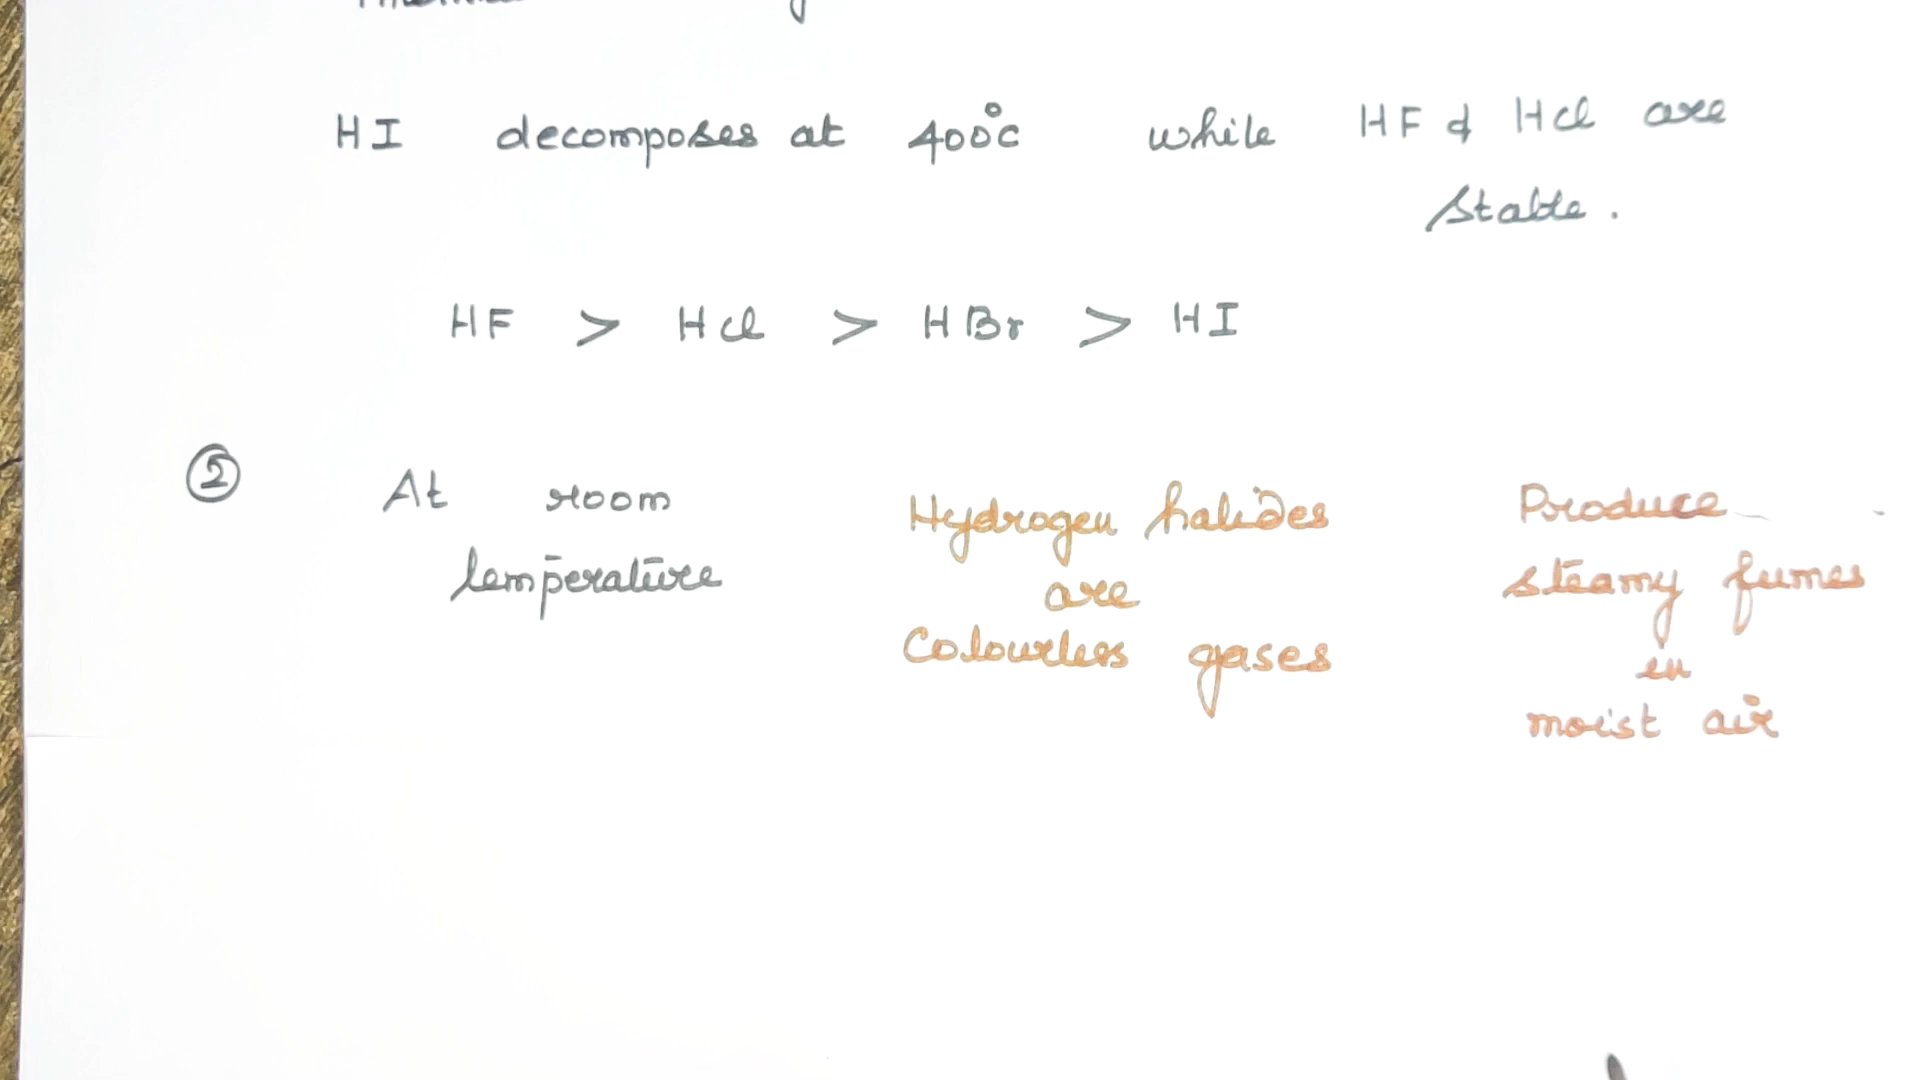 HI decomposes at 400°C while HF & HCl are
stable.
HF > HCl > HBr > HI
② At room
temperature
Hydrogen halides
are
Colourless gases
Produce
steamy fumes
in
moist air